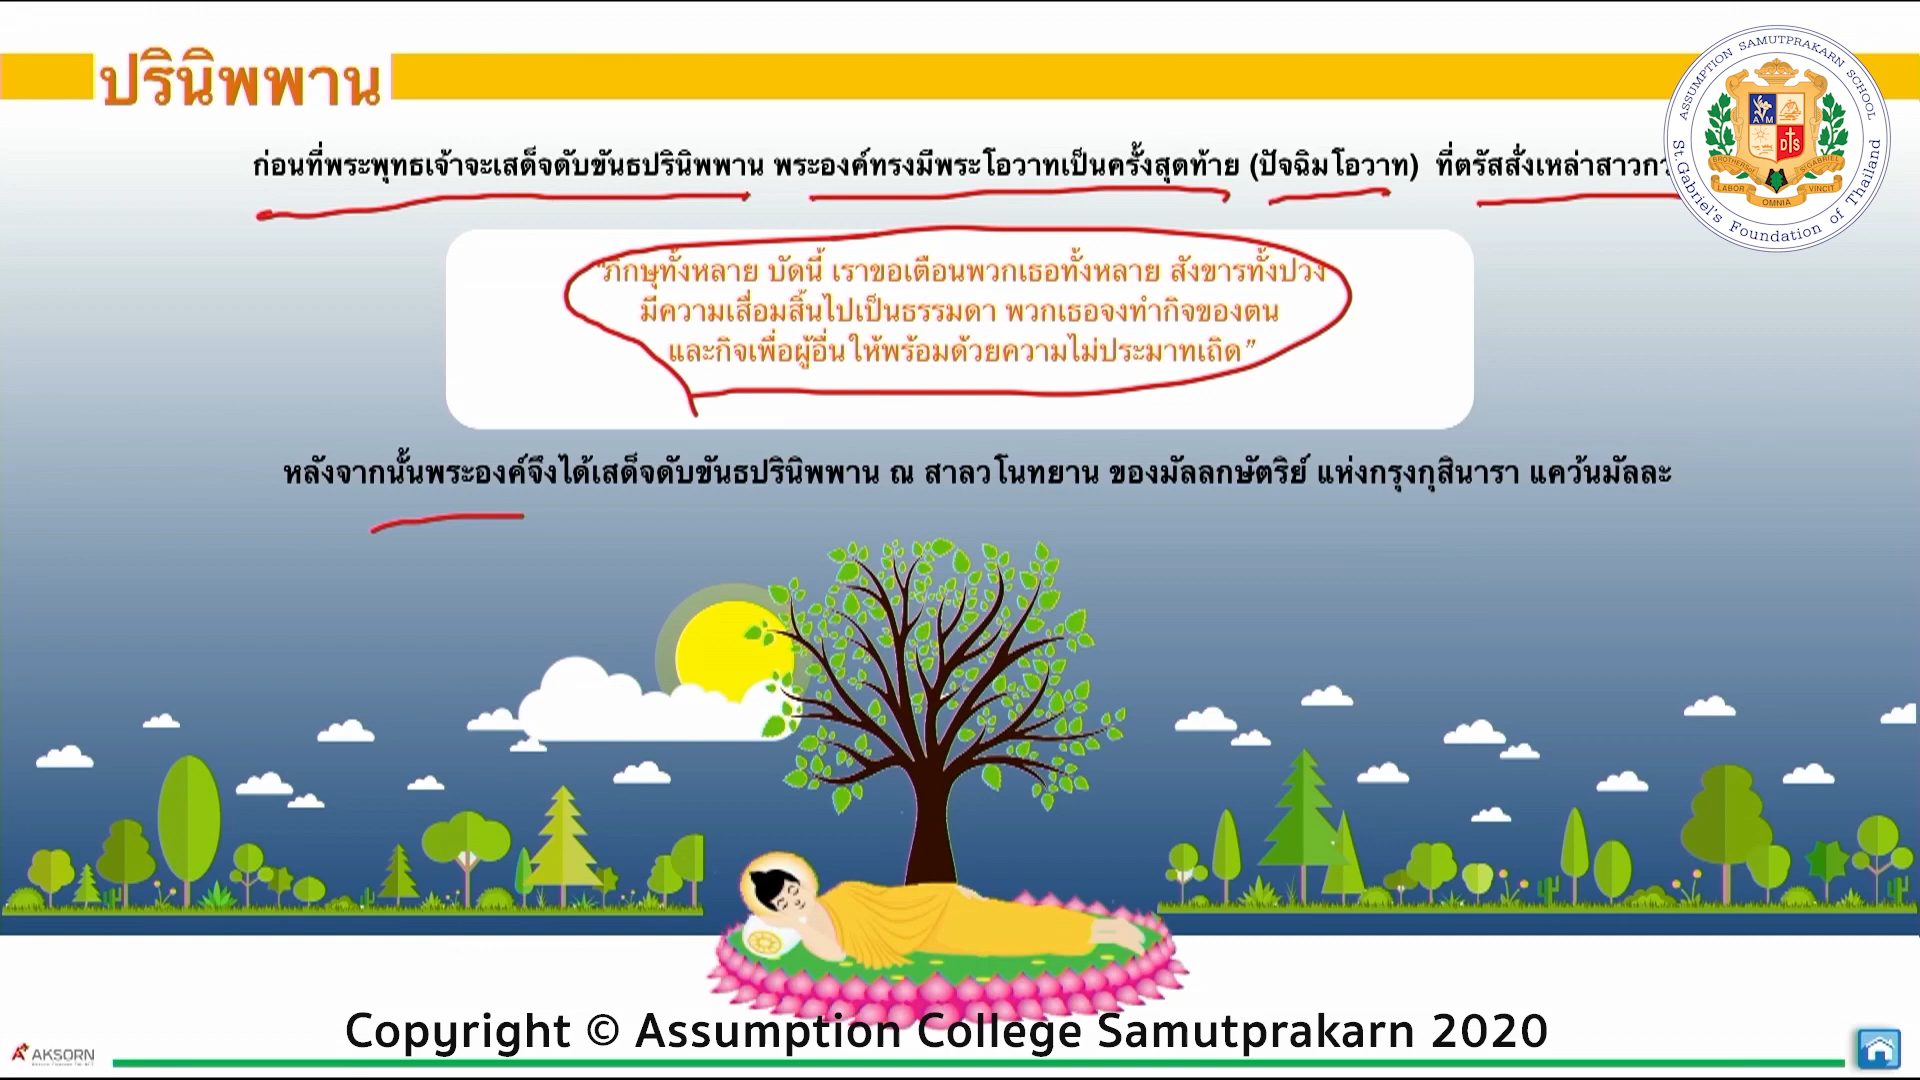 ปรินิพพาน
ASSUMPTION SAMUTPRAKARN SCHOOL
St.Gabriel's Foundation of Thailand
A M
D S
BROTHERS OF ST GABRIEL
LABOR OMNIA VINCIT
ก่อนที่พระพุทธเจ้าจะเสด็จดับขันธปรินิพพาน พระองค์ทรงมีพระโอวาทเป็นครั้งสุดท้าย (ปัจฉิมโอวาท) ที่ตรัสสั่งเหล่าสาวก
"ภิกษุทั้งหลาย บัดนี้ เราขอเตือนพวกเธอทั้งหลาย สังขารทั้งปวง
มีความเสื่อมสิ้นไปเป็นธรรมดา พวกเธอจงทำกิจของตน
และกิจเพื่อผู้อื่นให้พร้อมด้วยความไม่ประมาทเถิด"
หลังจากนั้นพระองค์จึงได้เสด็จดับขันธปรินิพพาน ณ สาลวโนทยาน ของมัลลกษัตริย์ แห่งกรุงกุสินารา แคว้นมัลละ
Copyright © Assumption College Samutprakarn 2020
AKSORN